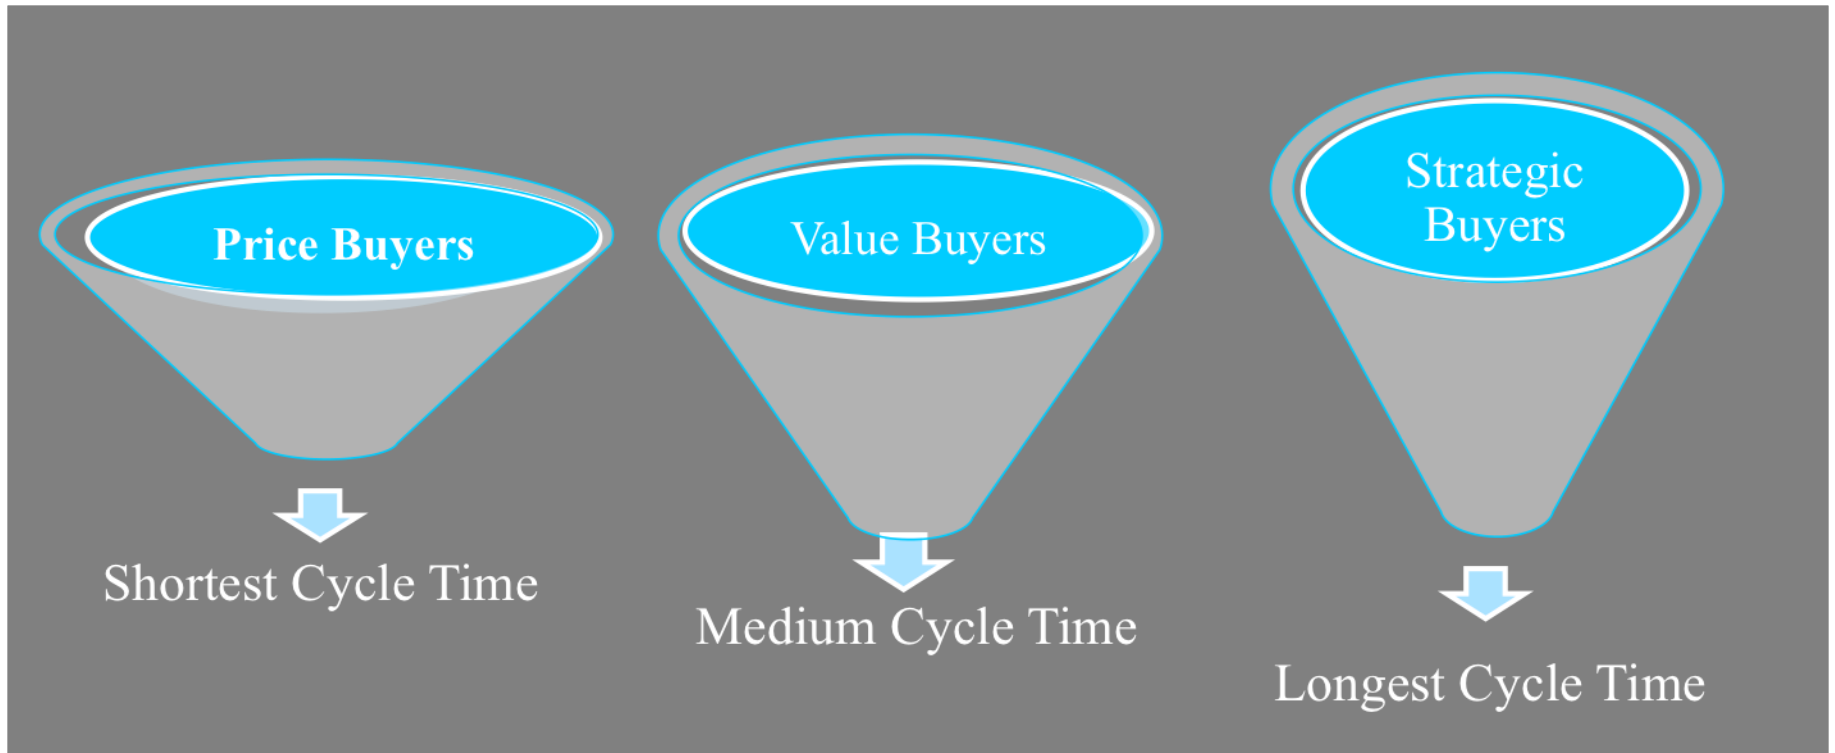 Price Buyers
Shortest Cycle Time
Value Buyers
Medium Cycle Time
Strategic
Buyers
Longest Cycle Time